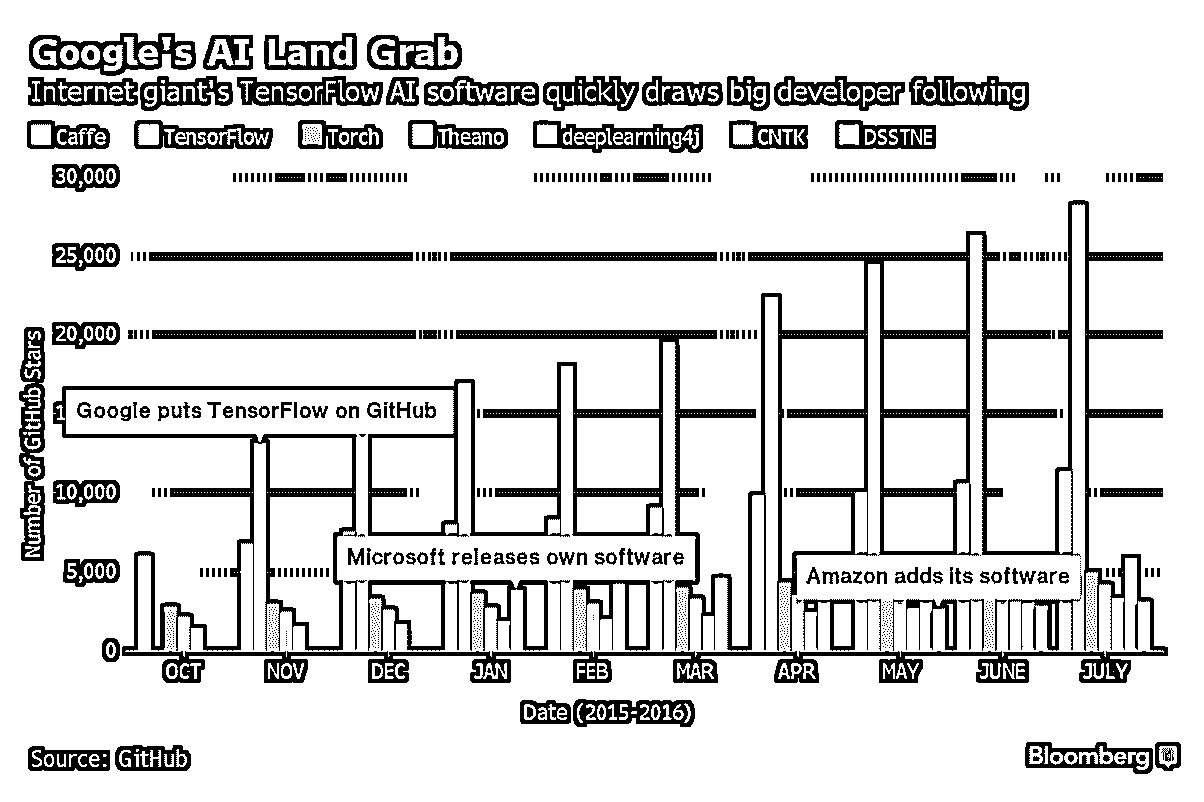 Google's AI Land Grab
Internet giant's TensorFlow AI software quickly draws big developer following
Caffe TensorFlow Torch Theano deeplearning4j CNTK DSSTNE
30,000
25,000
20,000
Google puts TensorFlow on GitHub
10,000
Microsoft releases own software
5,000
Amazon adds its software
0
Number of GitHub Stars
OCT NOV DEC JAN FEB MAR APR MAY JUNE JULY
Date (2015-2016)
Source: GitHub
Bloomberg